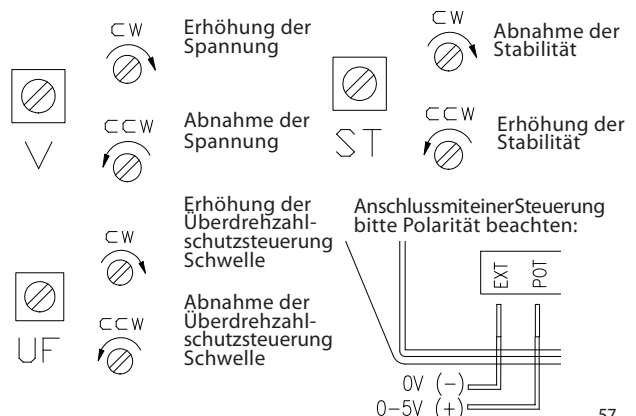 CW
Erhöhung der
Spannung
V
CCW
Abnahme der
Spannung
CW
Abnahme der
Stabilität
ST
CCW
Erhöhung der
Stabilität
CW
Erhöhung der
Überdrehzahl-
schutzsteuerung
Schwelle
UF
CCW
Abnahme der
Überdrehzahl-
schutzsteuerung
Schwelle
AnschlussmiteinerSteuerung
bitte Polarität beachten:
EXT
POT
0V (-)
0-5V (+)
57